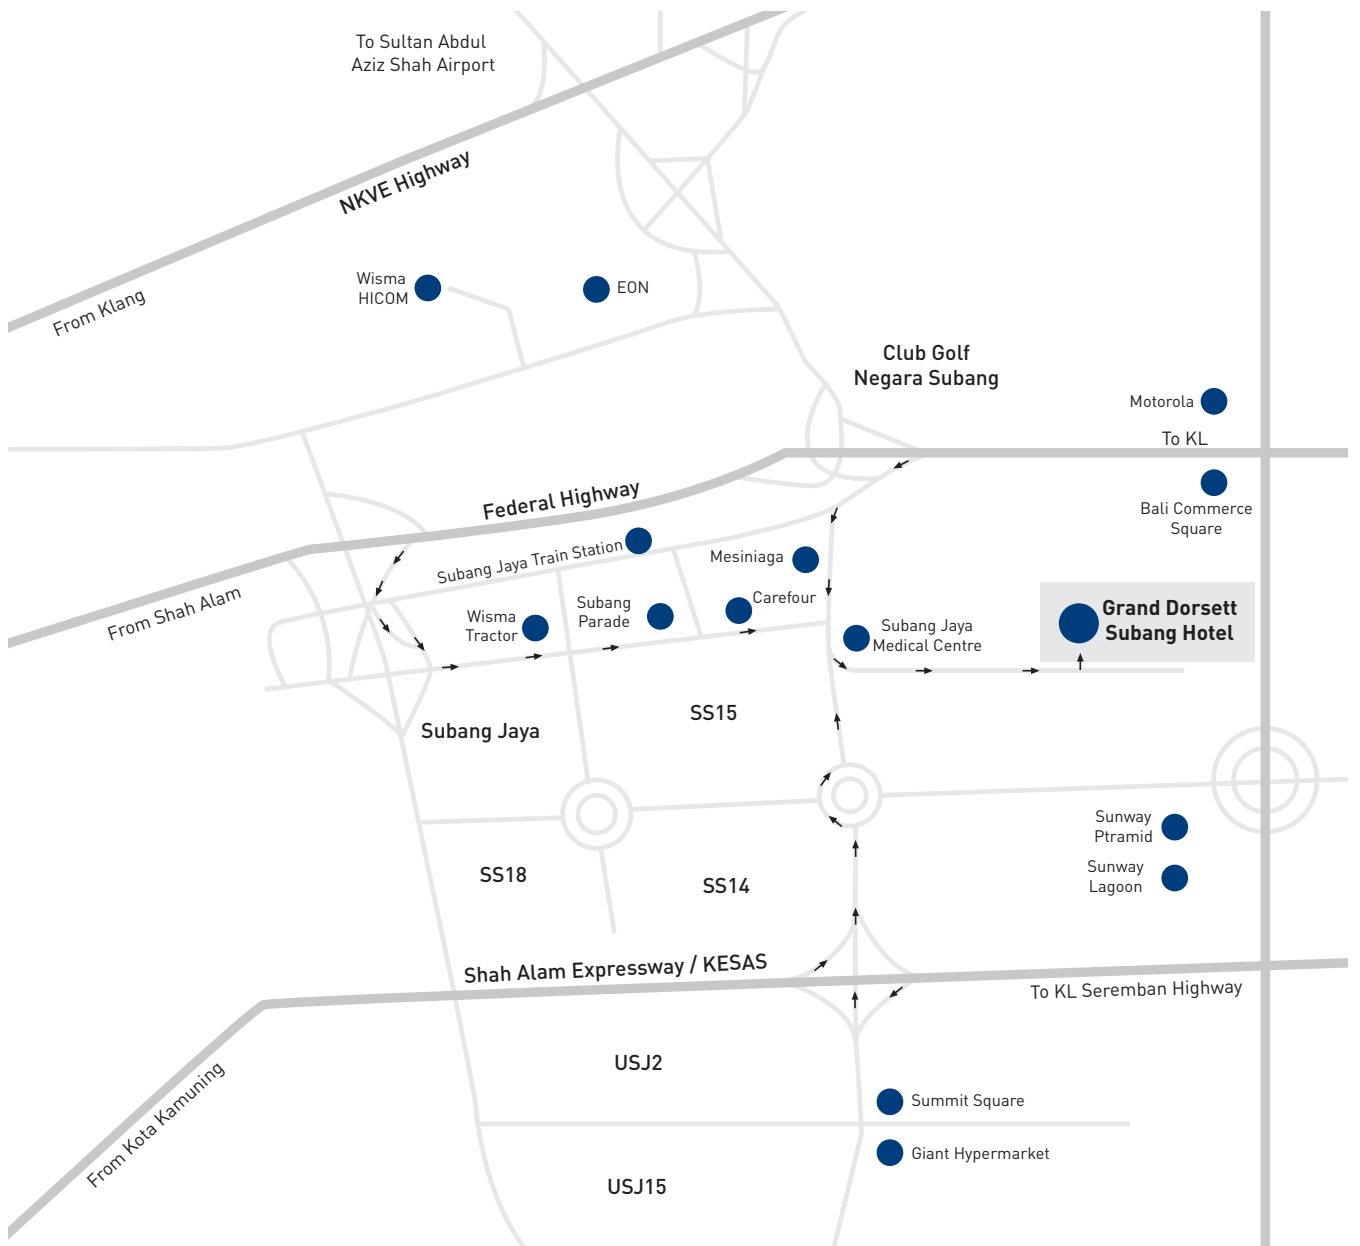 To Sultan Abdul
Aziz Shah Airport
NKVE Highway
From Klang
Wisma
HICOM
EON
Club Golf
Negara Subang
Motorola
To KL
Federal Highway
Bali Commerce
Square
Subang Jaya Train Station
Mesiniaga
From Shah Alam
Wisma
Tractor
Subang
Parade
Carefour
Subang Jaya
Medical Centre
Grand Dorsett
Subang Hotel
SS15
Subang Jaya
Sunway
Ptramid
Sunway
Lagoon
SS18
SS14
Shah Alam Expressway / KESAS
To KL Seremban Highway
USJ2
From Kota Kamuning
Summit Square
Giant Hypermarket
USJ15